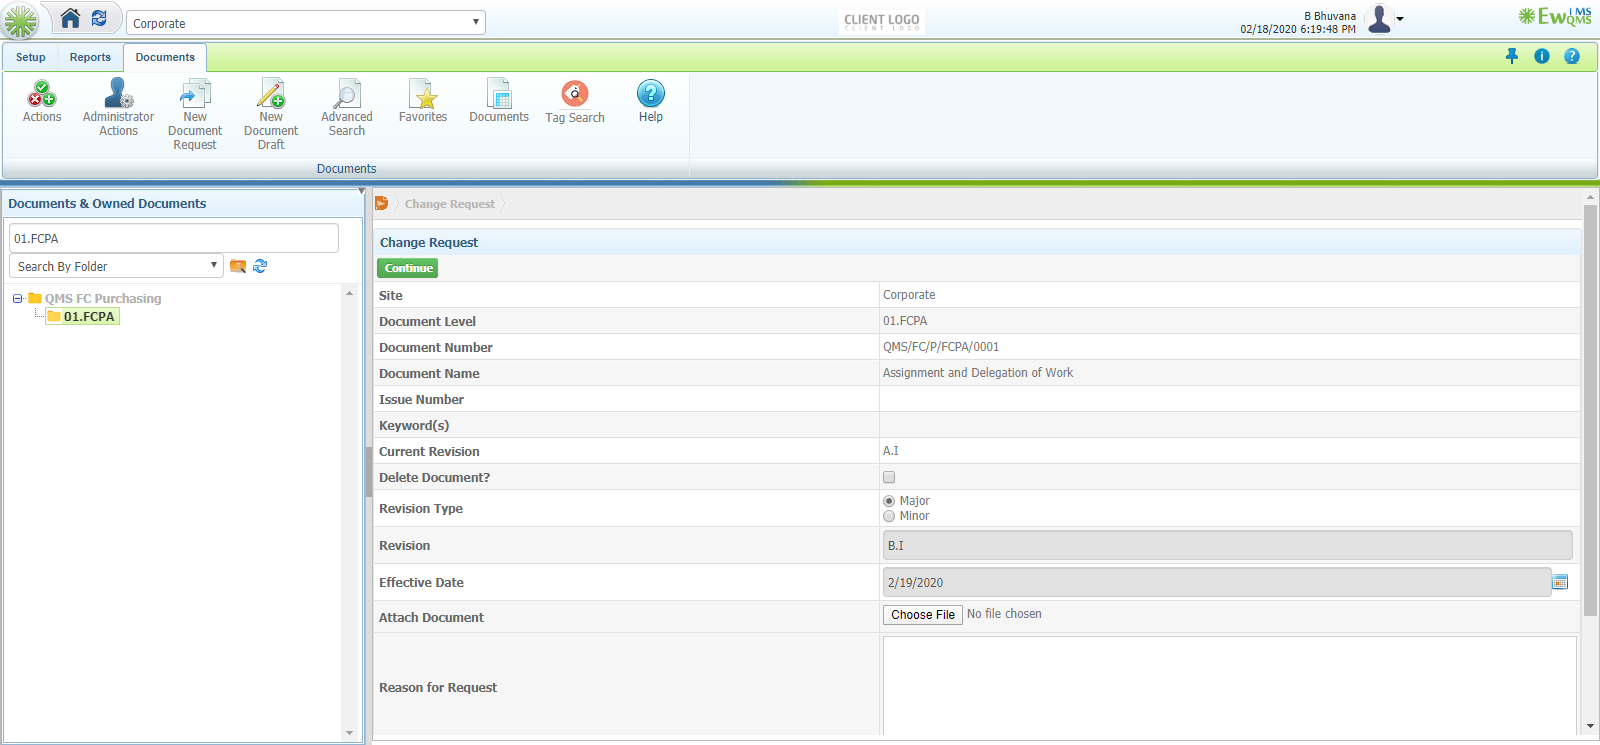 Corporate
CLIENT LOGO
CLIENT LOGO
B Bhuvana
02/18/2020 6:19:48 PM
EwQMS
LMS
Setup
Reports
Documents
Actions
Administrator Actions
New Document Request
New Document Draft
Advanced Search
Favorites
Documents
Tag Search
Help
Documents
Documents & Owned Documents
01.FCPA
Search By Folder
QMS FC Purchasing
01.FCPA
Change Request
Change Request
Continue
Site Corporate
Document Level 01.FCPA
Document Number QMS/FC/P/FCPA/0001
Document Name Assignment and Delegation of Work
Issue Number
Keyword(s)
Current Revision A.I
Delete Document?
Revision Type Major
Minor
Revision B.I
Effective Date 2/19/2020
Attach Document Choose File No file chosen
Reason for Request